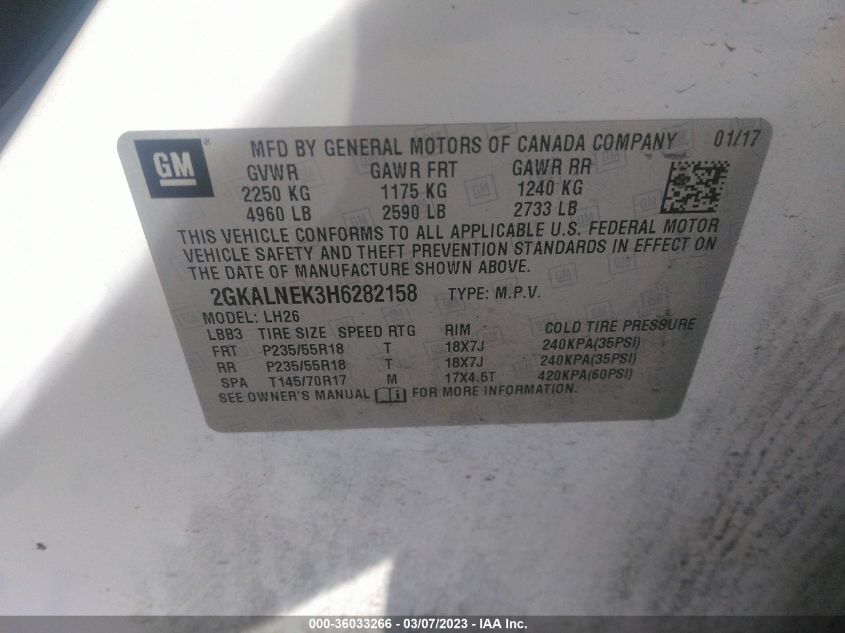 GM
MFD BY GENERAL MOTORS OF CANADA COMPANY 01/17
GVWR GAWR FRT GAWR RR
2250 KG 1175 KG 1240 KG
4960 LB 2590 LB 2733 LB
THIS VEHICLE CONFORMS TO ALL APPLICABLE U.S. FEDERAL MOTOR
VEHICLE SAFETY AND THEFT PREVENTION STANDARDS IN EFFECT ON
THE DATE OF MANUFACTURE SHOWN ABOVE.
2GKALNEK3H6282158 TYPE: M.P.V.
MODEL: LH26
LBB3 TIRE SIZE SPEED RTG RIM COLD TIRE PRESSURE
FRT P235/55R18 T 18X7J 240KPA(35PSI)
RR P235/55R18 T 18X7J 240KPA(35PSI)
SPA T145/70R17 M 17X4.5T 420KPA(60PSI)
SEE OWNER'S MANUAL FOR MORE INFORMATION.
000-36033266 - 03/07/2023 - IAA Inc.